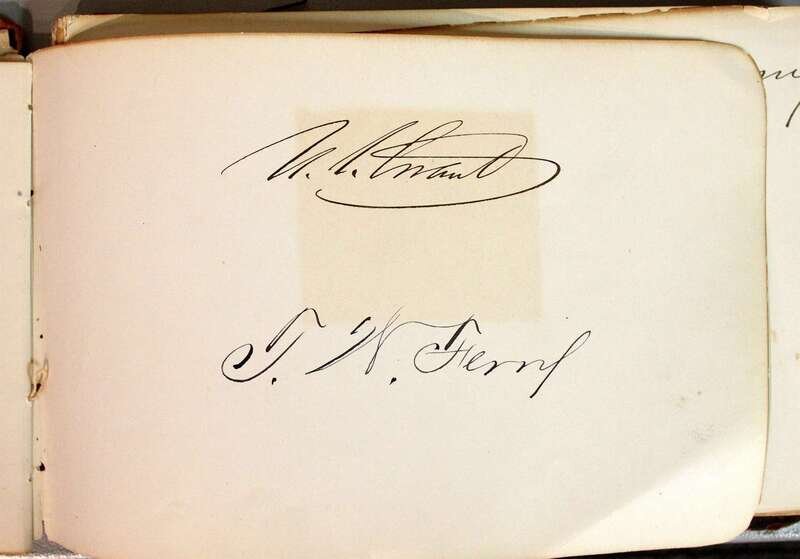 U. S. Grant
T. W. Ferry